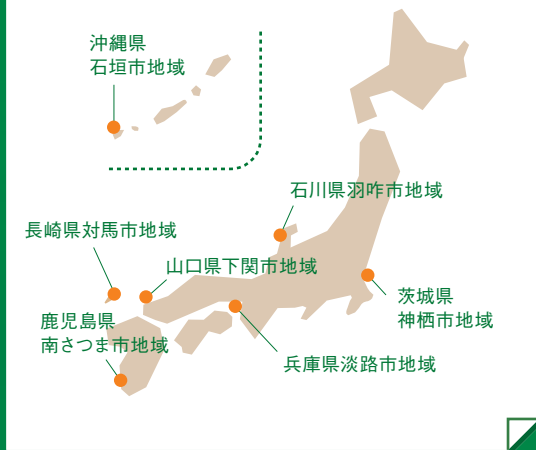 沖縄県
石垣市地域
石川県羽咋市地域
長崎県対馬市地域
山口県下関市地域
茨城県
神栖市地域
鹿児島県
南さつま市地域
兵庫県淡路市地域